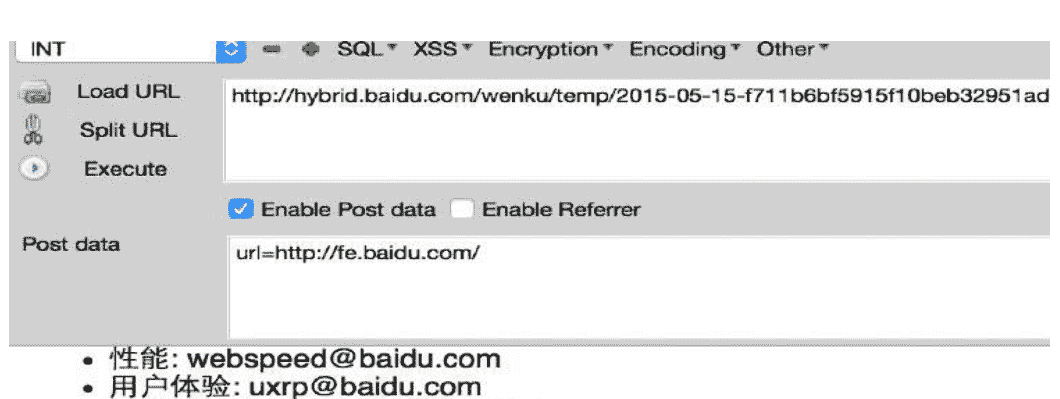 INT SQL XSS Encryption Encoding Other
Load URL http://hybrid.baidu.com/wenku/temp/2015-05-15-f711b6bf5915f10beb32951ad
Split URL
Execute
Enable Post data Enable Referrer
Post data url=http://fe.baidu.com/
• 性能: webspeed@baidu.com
• 用户体验: uxrp@baidu.com